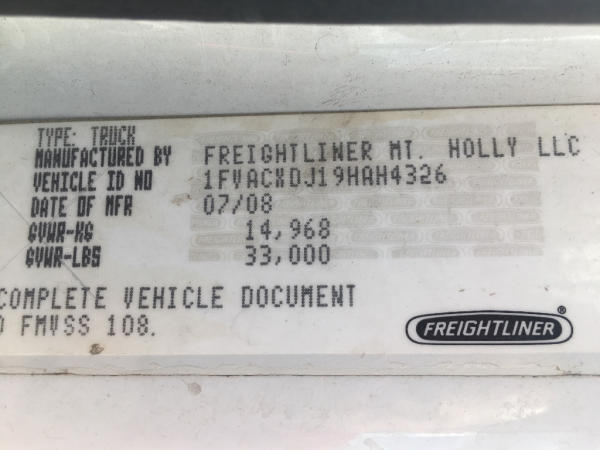 TYPE: TRUCK
MANUFACTURED BY FREIGHTLINER MT. HOLLY LLC
VEHICLE ID NO 1FVACXDJ19HAH4326
DATE OF MFR 07/08
GVWR-KG 14,968
GVWR-LBS 33,000
COMPLETE VEHICLE DOCUMENT
FMVSS 108.
FREIGHTLINER®